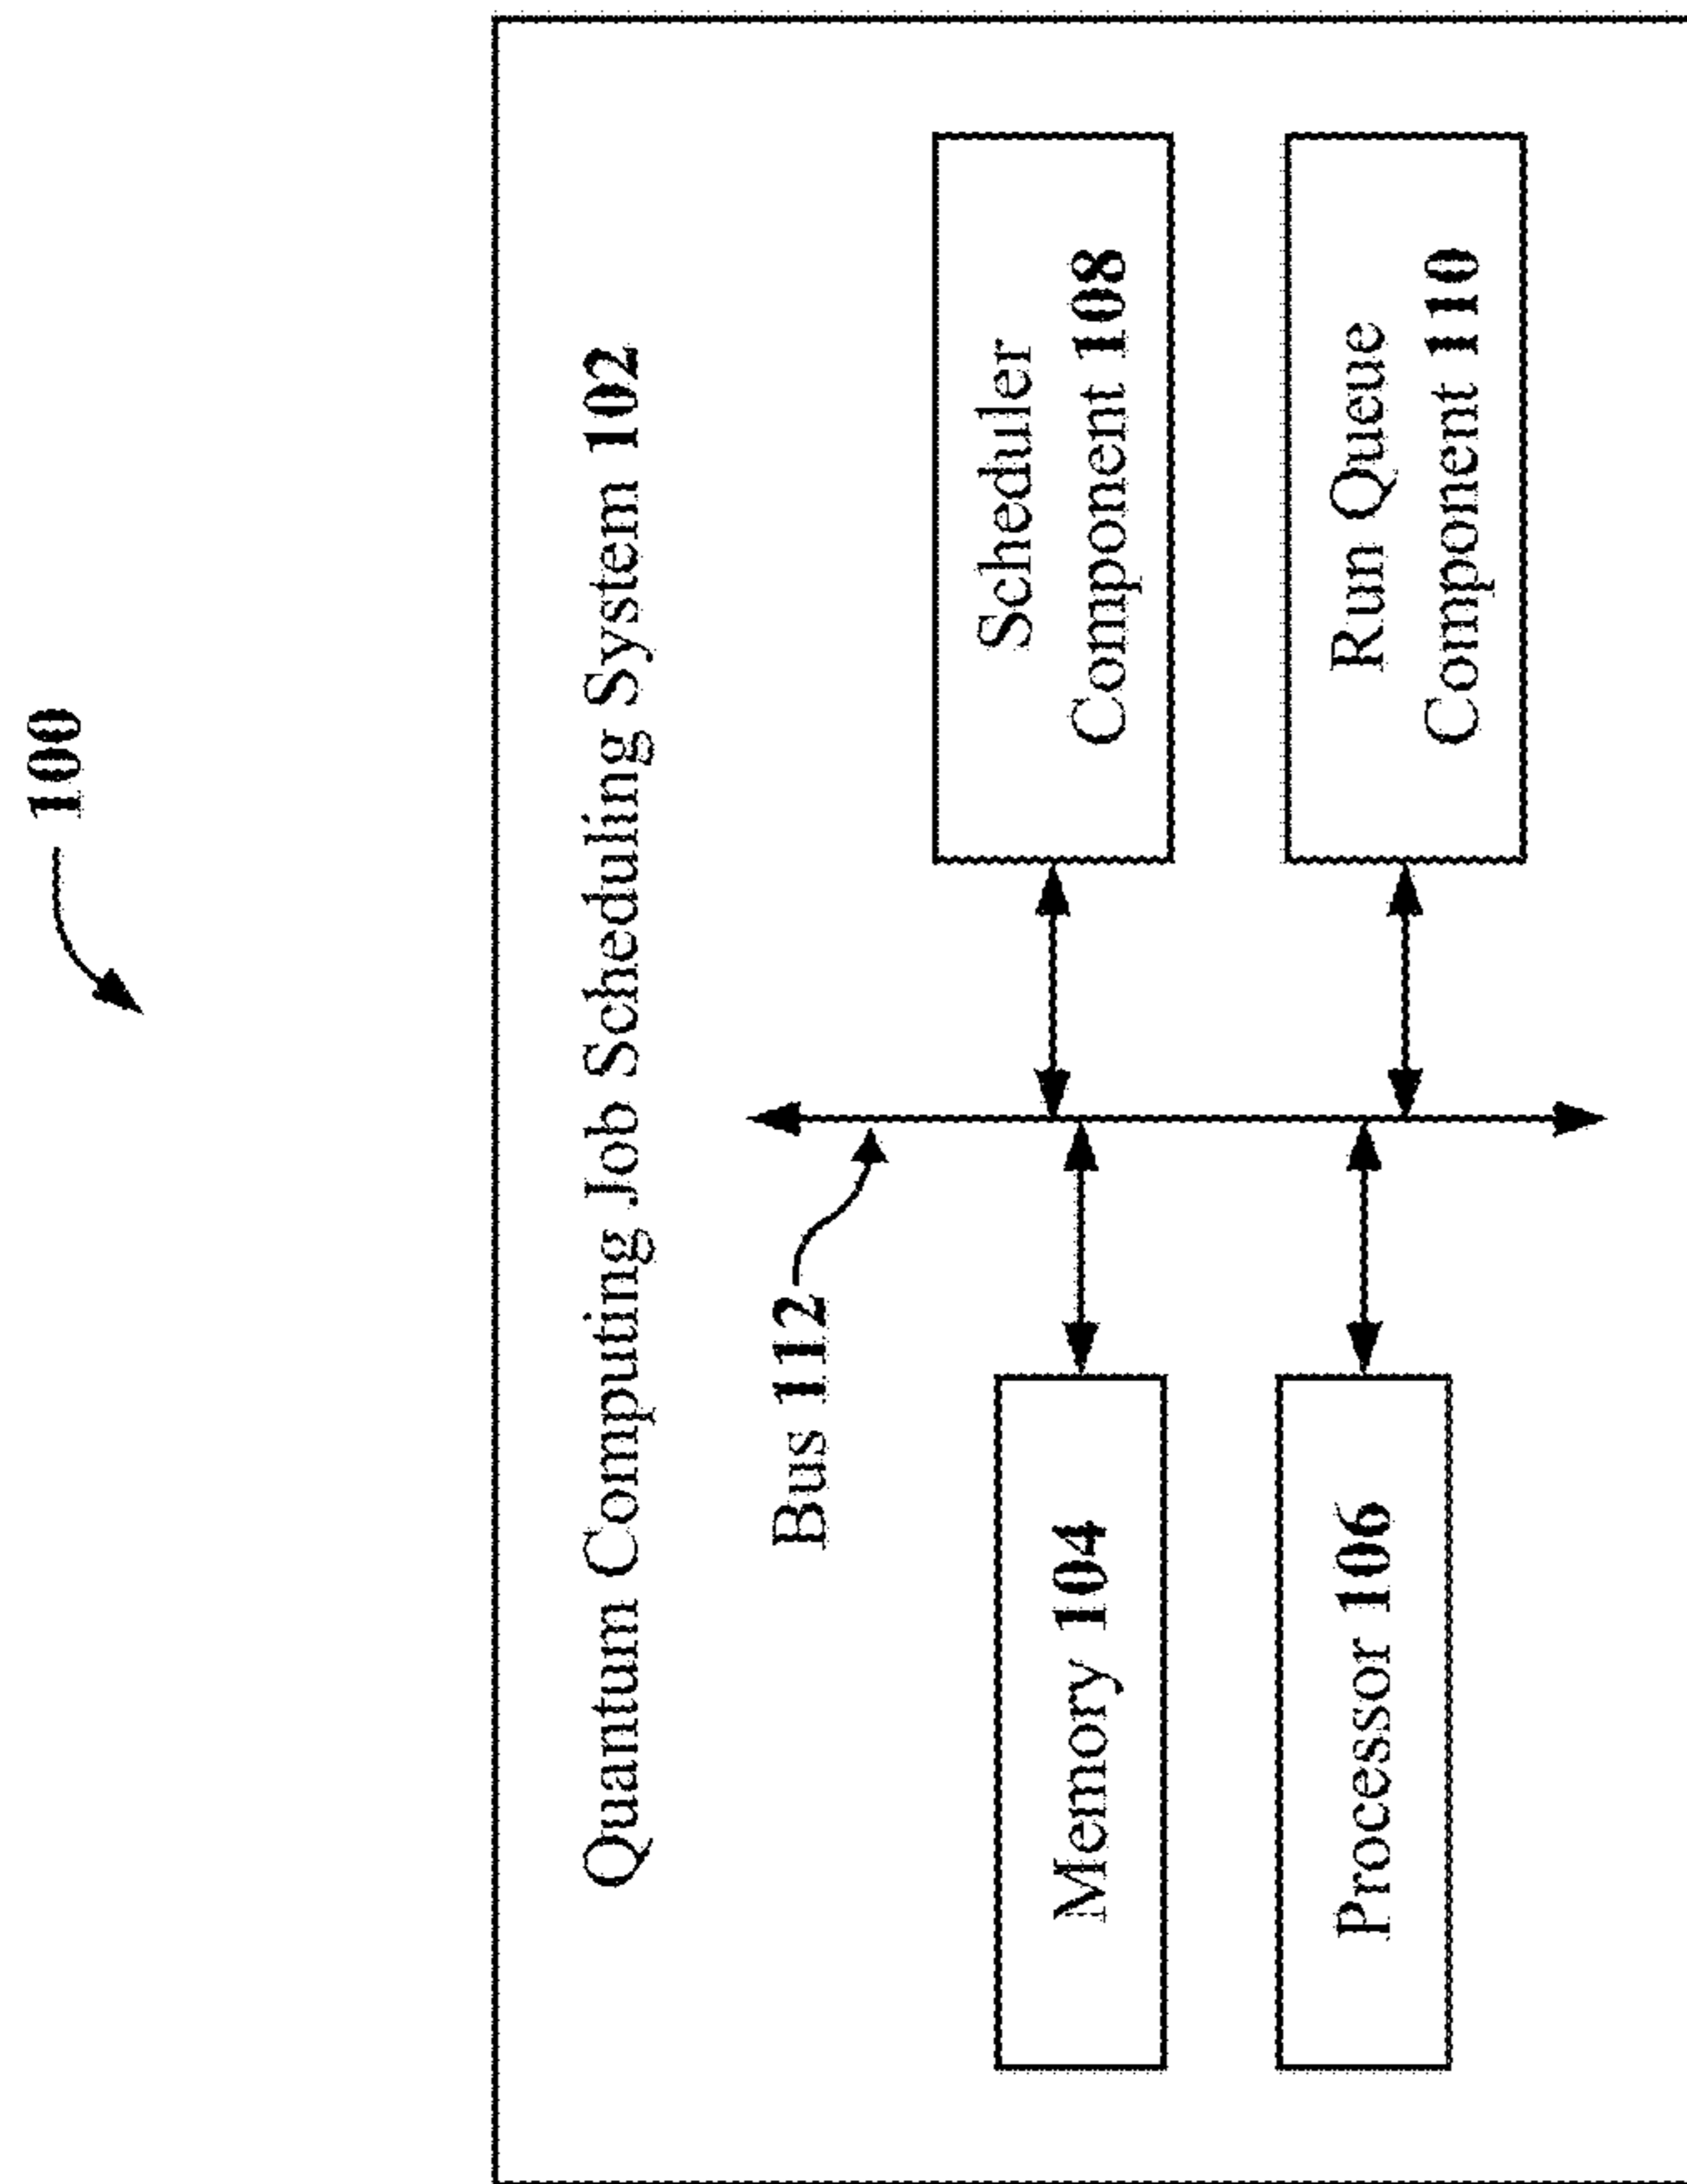 100
Quantum Computing Job Scheduling System 102
Bus 112
Memory 104
Processor 106
Scheduler
Component 108
Run Queue
Component 110